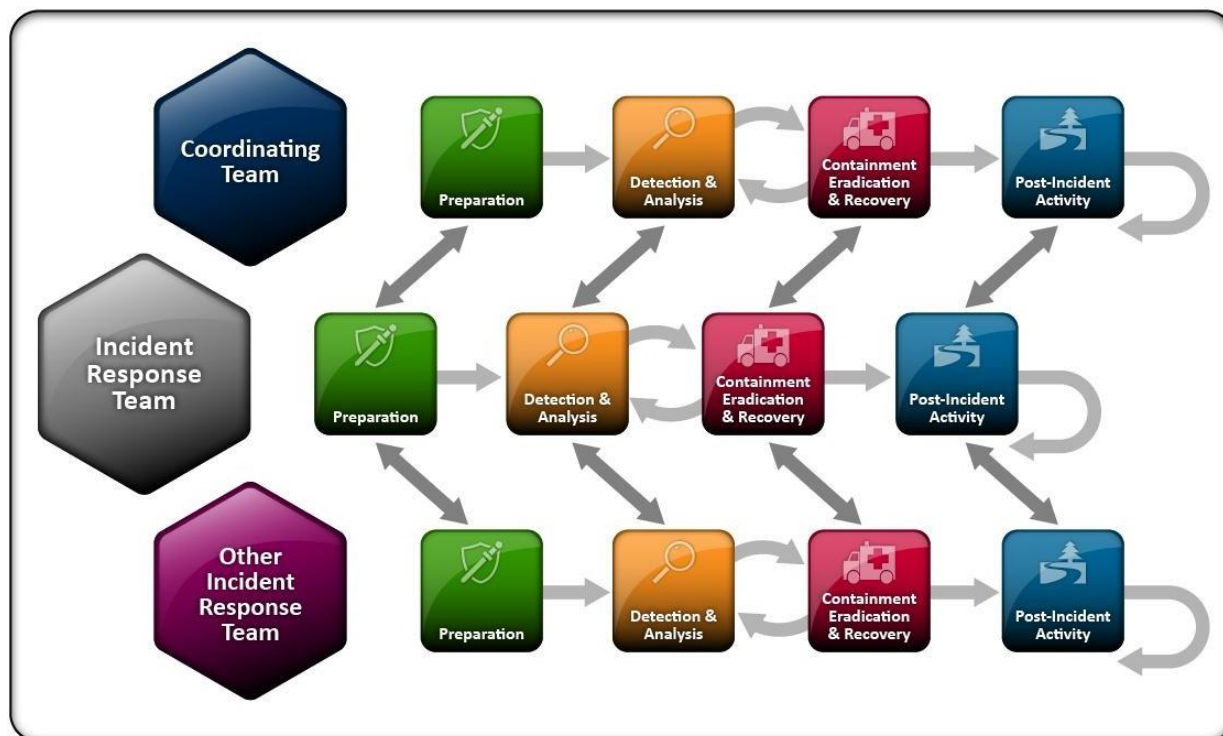 Coordinating
Team
Preparation
Detection &
Analysis
Containment
Eradication
& Recovery
Post-Incident
Activity
Incident
Response
Team
Preparation
Detection &
Analysis
Containment
Eradication
& Recovery
Post-Incident
Activity
Other
Incident
Response
Team
Preparation
Detection &
Analysis
Containment
Eradication
& Recovery
Post-Incident
Activity